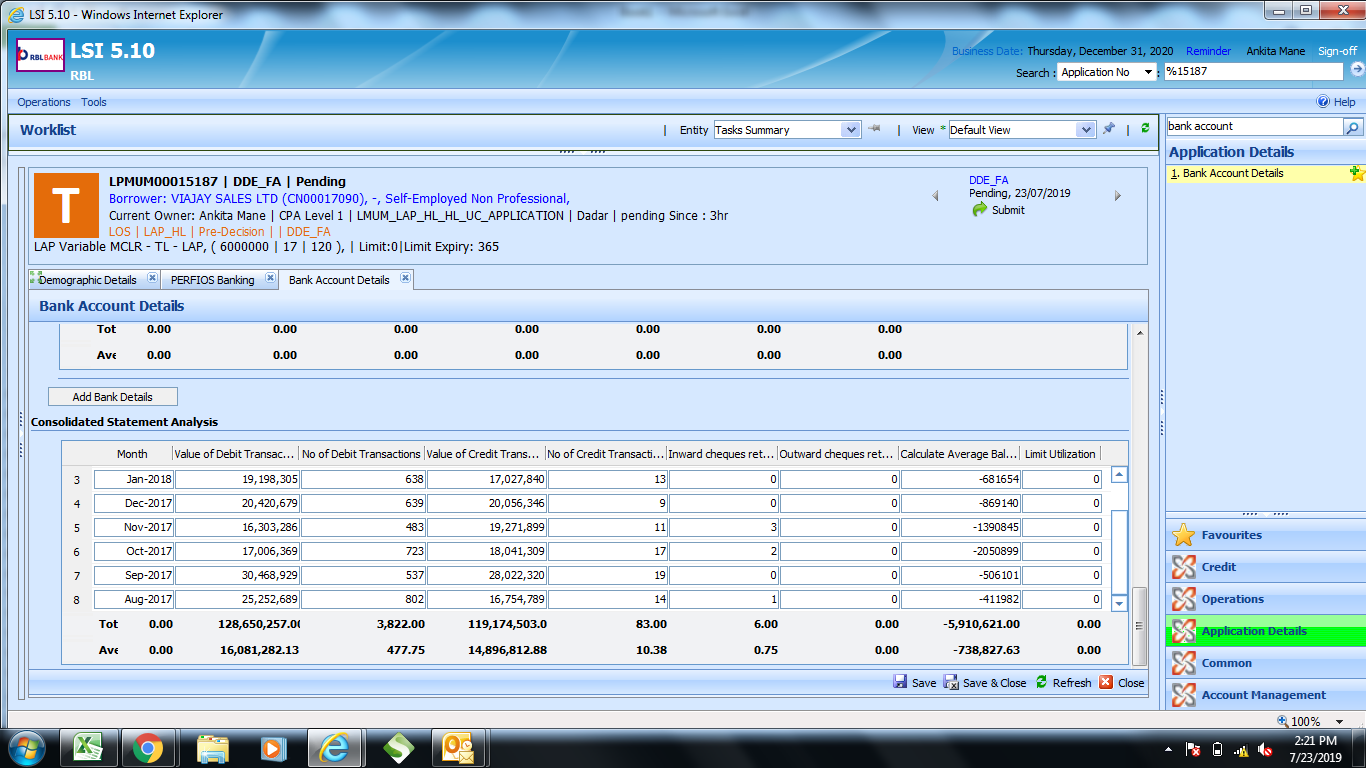 LSI 5.10 - Windows Internet Explorer
RBLBANK LSI 5.10
RBL
Business Date: Thursday, December 31, 2020 Reminder Ankita Mane Sign-off
Search : Application No : %15187
Operations Tools Help
Worklist | Entity Tasks Summary | View * Default View |
bank account
Application Details
1. Bank Account Details
T
LPMUM00015187 | DDE_FA | Pending
Borrower: VIAJAY SALES LTD (CN00017090), -, Self-Employed Non Professional,
Current Owner: Ankita Mane | CPA Level 1 | LMUM_LAP_HL_HL_UC_APPLICATION | Dadar | pending Since : 3hr
LOS | LAP_HL | Pre-Decision | | DDE_FA
LAP Variable MCLR - TL - LAP, ( 6000000 | 17 | 120 ), | Limit:0|Limit Expiry: 365
DDE_FA
Pending, 23/07/2019
Submit
Demographic Details PERFIOS Banking Bank Account Details
Bank Account Details
Tot 0.00 0.00 0.00 0.00 0.00 0.00 0.00
Ave 0.00 0.00 0.00 0.00 0.00 0.00 0.00
Add Bank Details
Consolidated Statement Analysis
Month Value of Debit Transac... No of Debit Transactions Value of Credit Trans... No of Credit Transacti... Inward cheques ret... Outward cheques ret... Calculate Average Bal... Limit Utilization
3 Jan-2018 19,198,305 638 17,027,840 13 0 0 -681654 0
4 Dec-2017 20,420,679 639 20,056,346 9 0 0 -869140 0
5 Nov-2017 16,303,286 483 19,271,899 11 3 0 -1390845 0
6 Oct-2017 17,006,369 723 18,041,309 17 2 0 -2050899 0
7 Sep-2017 30,468,929 537 28,022,320 19 0 0 -506101 0
8 Aug-2017 25,252,689 802 16,754,789 14 1 0 -411982 0
Tot 0.00 128,650,257.00 3,822.00 119,174,503.0 83.00 6.00 0.00 -5,910,621.00 0.00
Ave 0.00 16,081,282.13 477.75 14,896,812.88 10.38 0.75 0.00 -738,827.63 0.00
Save Save & Close Refresh Close
Favourites
Credit
Operations
Application Details
Common
Account Management
100%
2:21 PM
7/23/2019